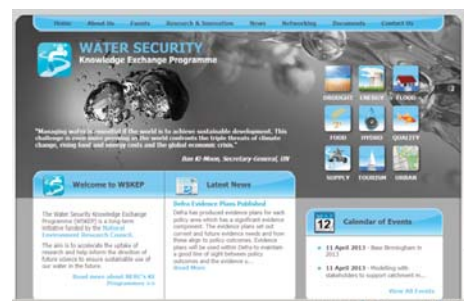 Home About Us Events Research & Innovation News Networking Documents Contact Us
WATER SECURITY
Knowledge Exchange Programme
DROUGHT ENERGY FLOOD
FOOD HYDRO QUALITY
SUPPLY TOURISM URBAN
"Managing water is essential if the world is to achieve sustainable development. This
challenge is even more pressing as the world confronts the triple threats of climate
change, rising food and energy costs and the global economic crisis."
Ban Ki-Moon, Secretary-General, UN
Welcome to WSKEP
The Water Security Knowledge Exchange
Programme (WSKEP) is a long term
initiative funded by the Natural
Environment Research Council.
The aim is to accelerate the uptake of
research and help inform the direction of
future science to ensure sustainable use of
our water in the future.
Read more about NERC's KE
Programmes >>
Latest News
Defra Evidence Plans Published
Defra has produced evidence plans for each
policy area which has a significant evidence
component. The evidence plans set out
current and future evidence needs and how
these align to policy outcomes. Evidence
plans will be used within Defra to maintain
a good line of sight between policy
outcomes and the evidence u...
Read More
12 Calendar of Events
11 April 2013 - Base Birmingham in
2013
11 April 2013 - Modelling with
stakeholders to support catchment m...
View All Events